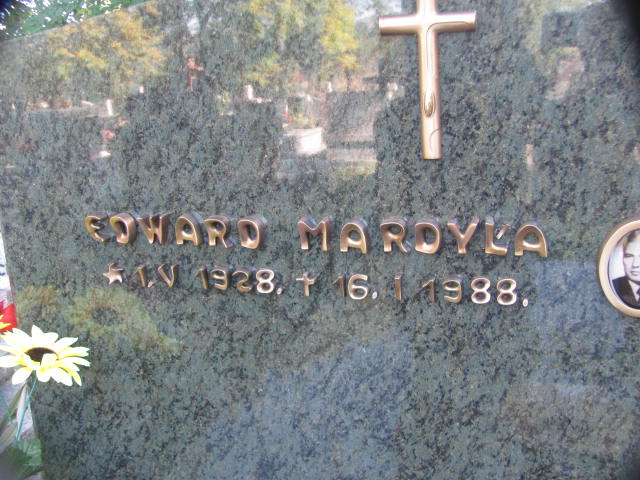 EDWARD MARDYŁA
* 1.V 1928. † 16. I 1988.